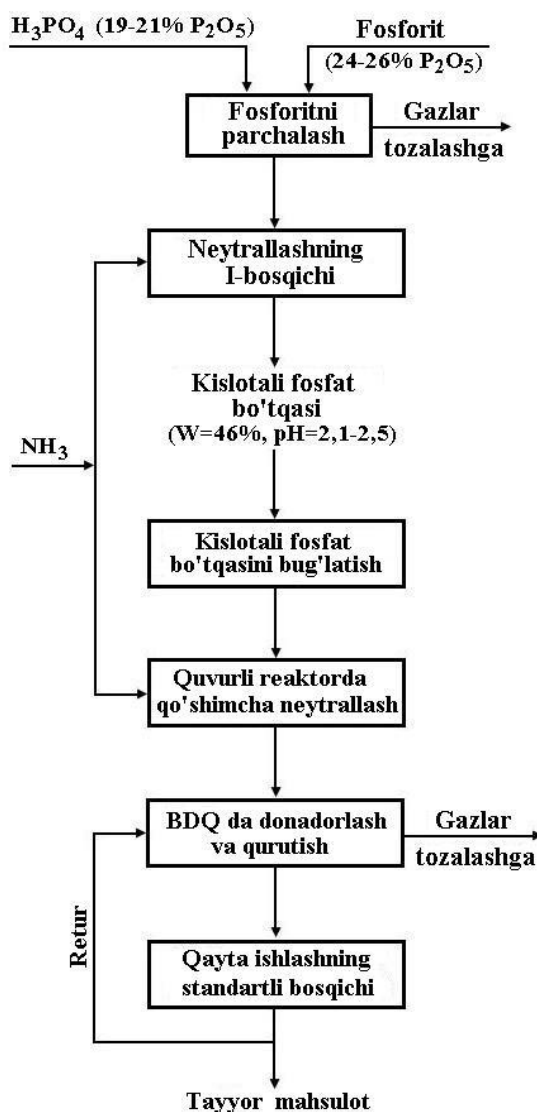 H₃PO₄ (19-21% P₂O₅)
Fosforit
(24-26% P₂O₅)
Fosforitni
parchalash
Gazlar
tozalashga
Neytrallashning
I-bosqichi
Kislotali fosfat
bo'tqasi
(W=46%, pH=2,1-2,5)
NH₃
Kislotali fosfat
bo'tqasini bug'latish
Quvurli reaktorda
qo'shimcha neytrallash
BDQ da donadorlash
va qurutish
Gazlar
tozalashga
Retur
Qayta ishlashning
standartli bosqichi
Tayyor mahsulot